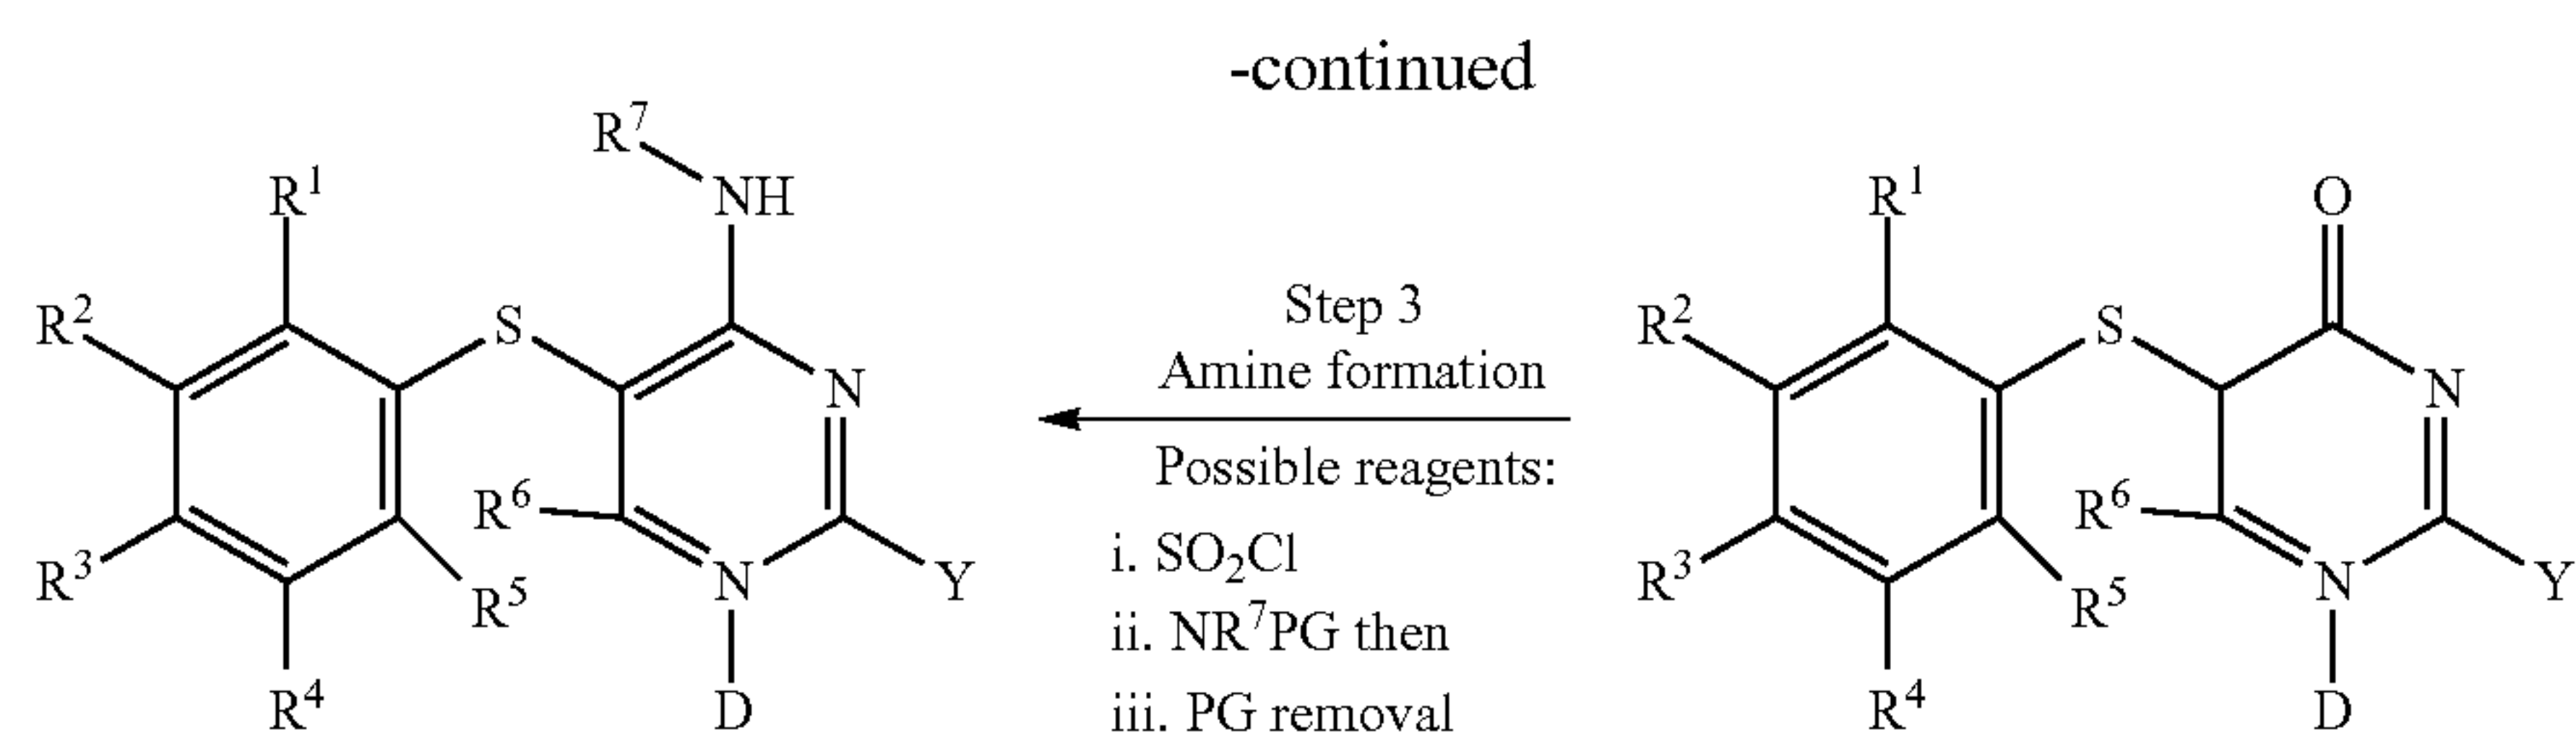 -continued
R⁷
NH
R¹
R²
S
N
R³
R⁶
R⁵
N
Y
R⁴
D
Step 3
Amine formation
Possible reagents:
i. SO₂Cl
ii. NR⁷PG then
iii. PG removal
O
R¹
R²
S
N
R³
R⁶
R⁵
N
Y
R⁴
D